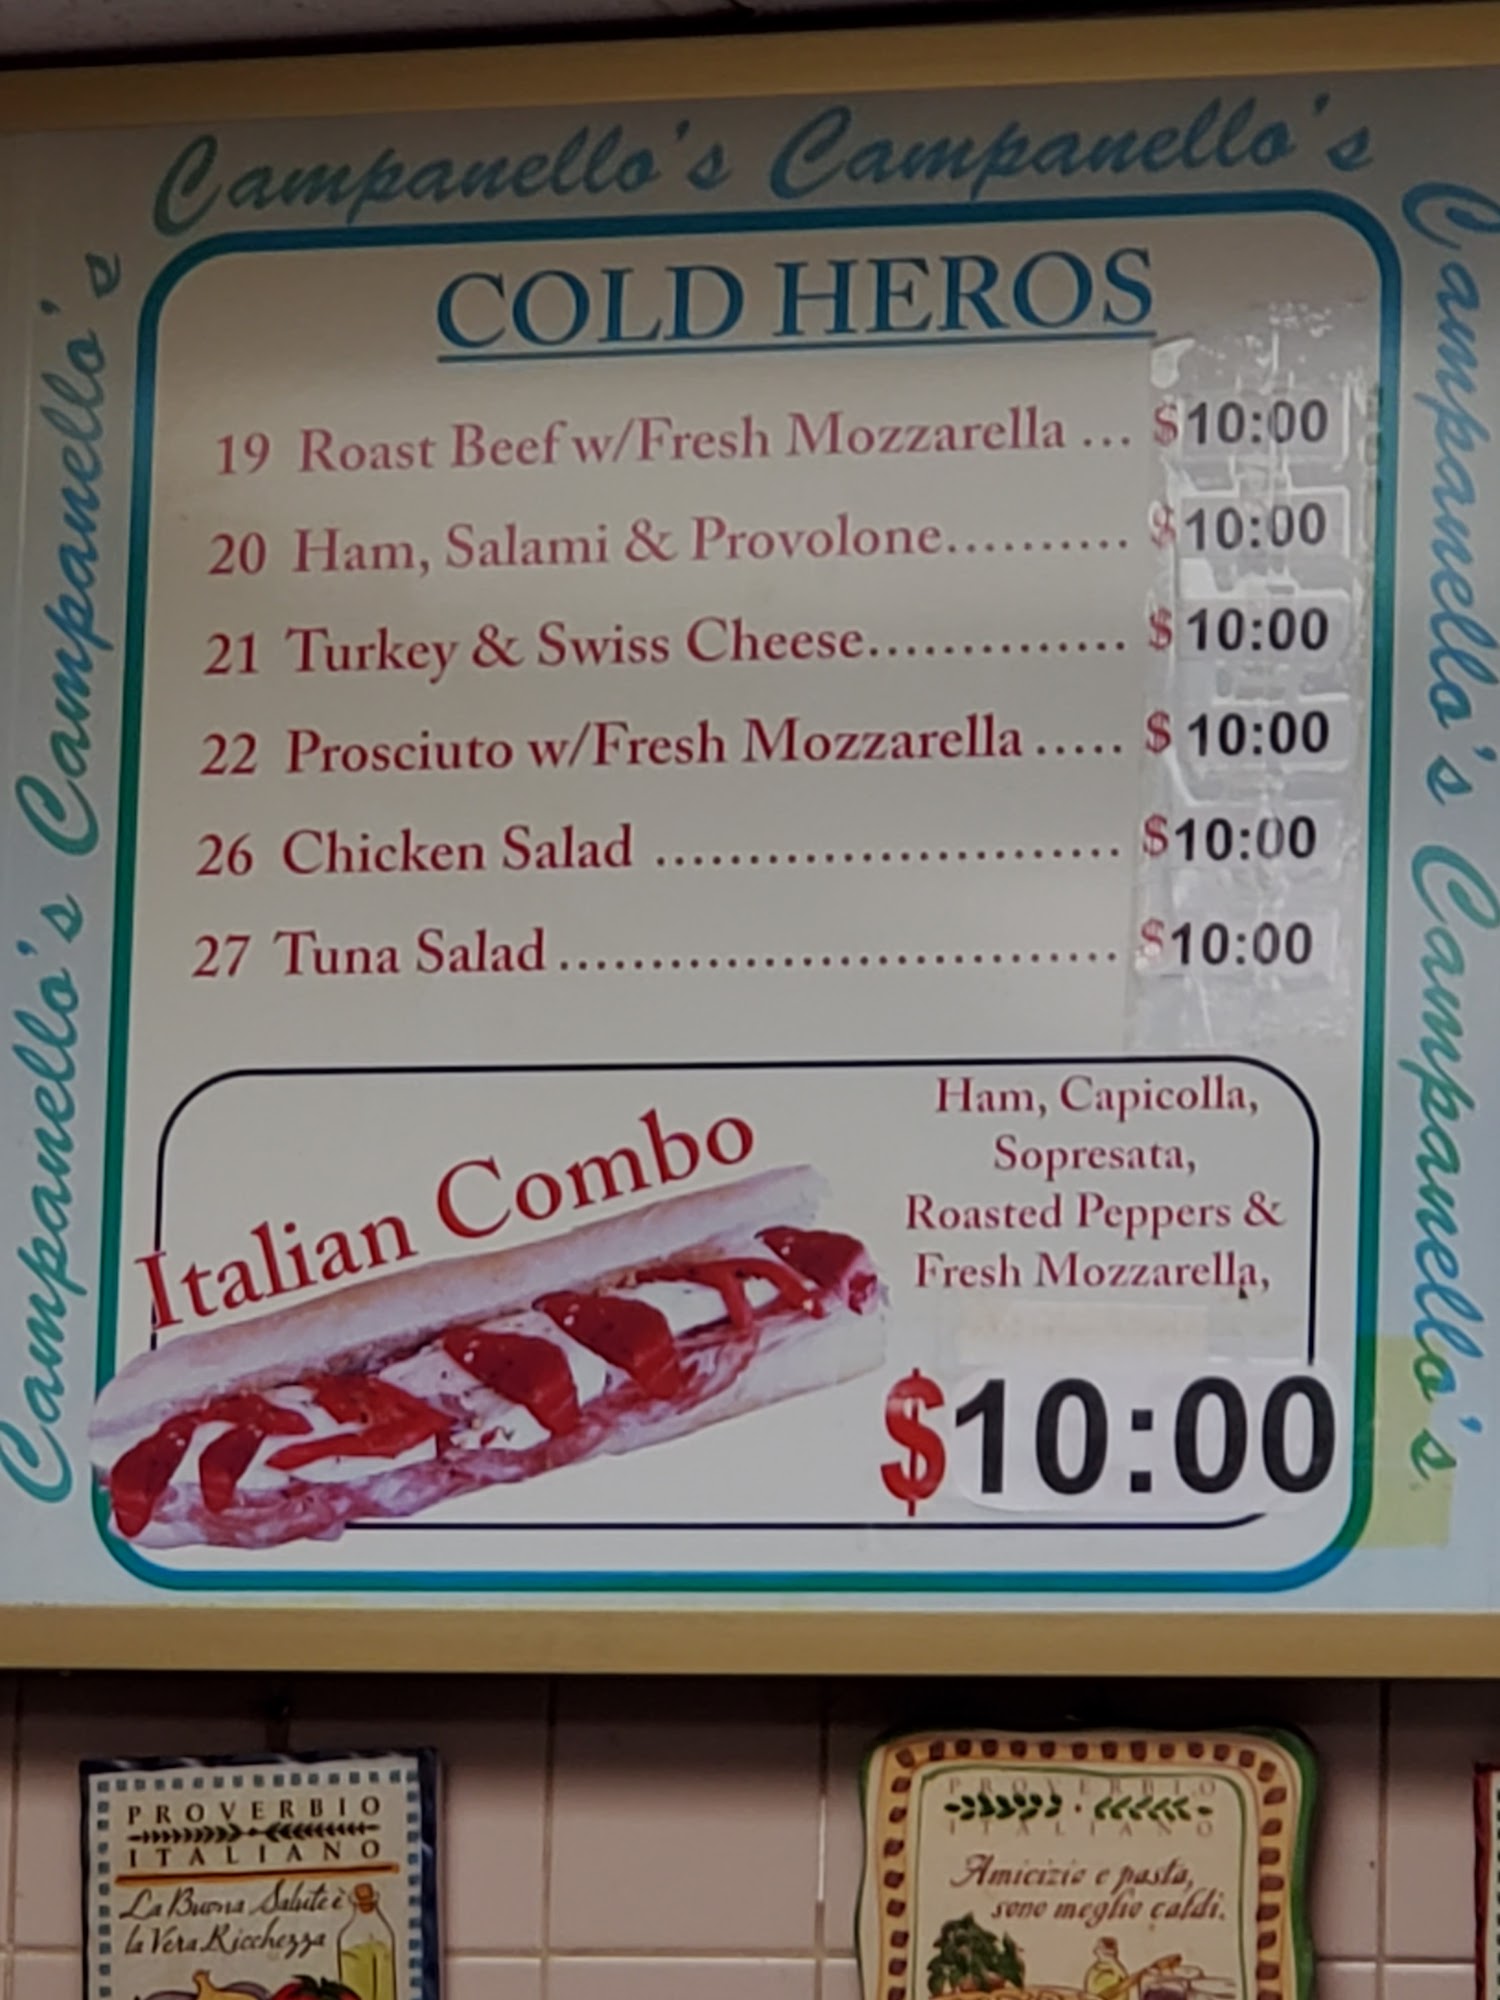 Campanello's Campanello's
Campanello's Campanello's
Campanello's Campanello's
COLD HEROS
19 Roast Beef w/Fresh Mozzarella ... $10:00
20 Ham, Salami & Provolone.......... $10:00
21 Turkey & Swiss Cheese.............. $10:00
22 Prosciuto w/Fresh Mozzarella ..... $10:00
26 Chicken Salad ......................... $10:00
27 Tuna Salad.............................. $10:00
Italian Combo
Ham, Capicolla,
Sopresata,
Roasted Peppers &
Fresh Mozzarella,
$10:00
PROVERBIO
ITALIANO
La Buona Salute è
la Vera Ricchezza
PROVERBIO
ITALIANO
Amicizie e pasta,
sono meglio caldi.